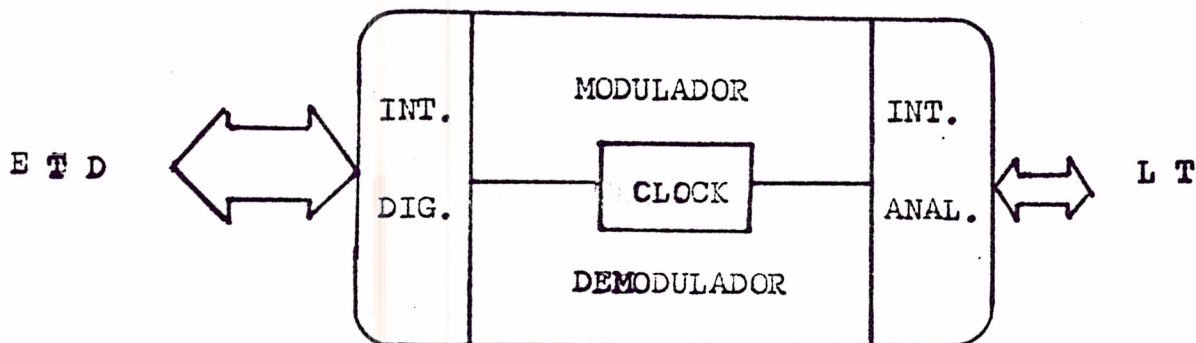 MODULADOR
INT.
INT.
E T D
CLOCK
L T
DIG.
ANAL.
DEMODULADOR